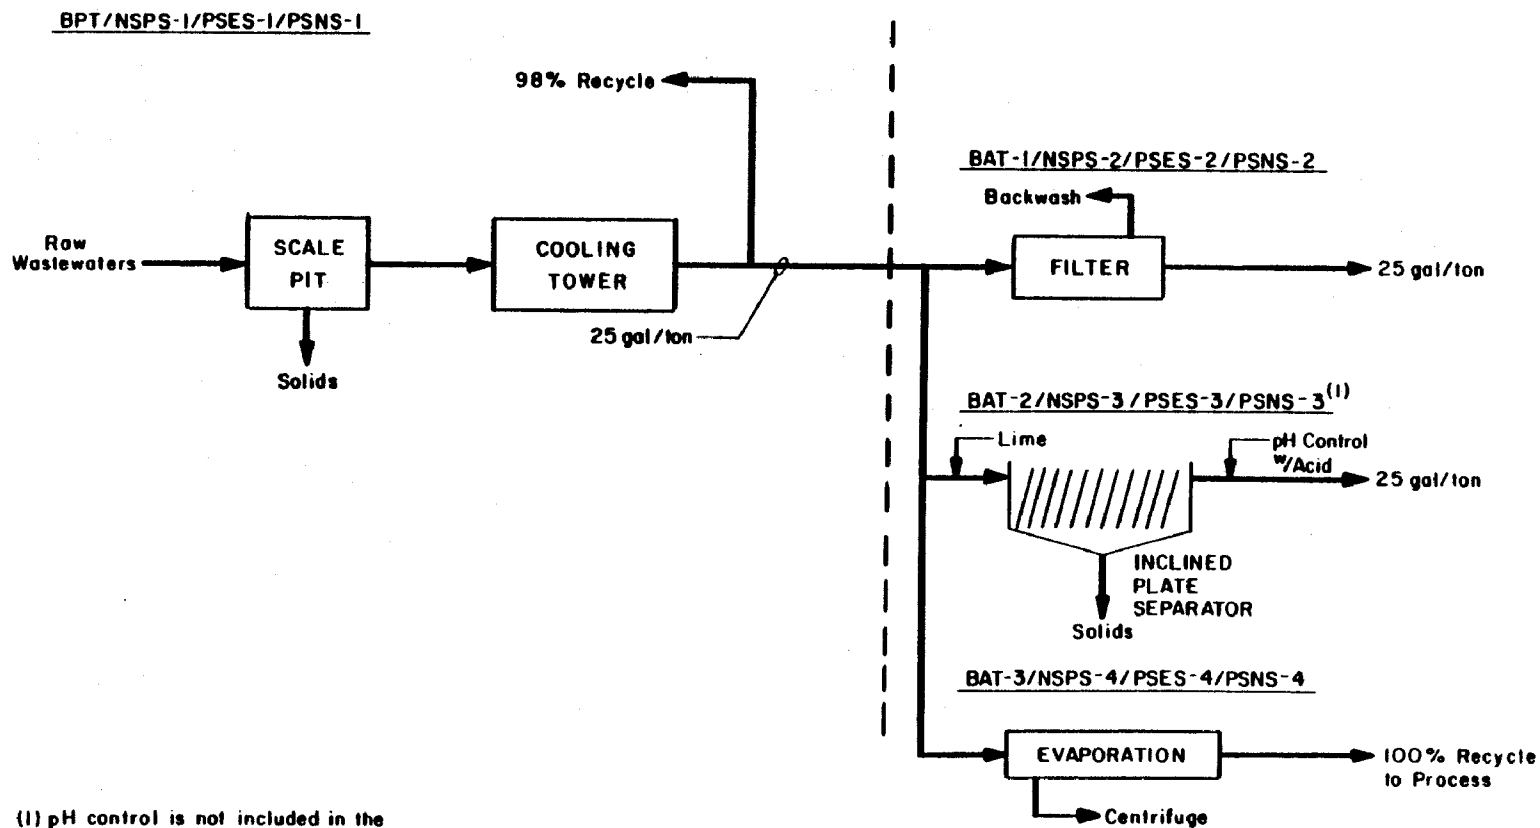 BPT/NSPS-1/PSES-1/PSNS-1
98% Recycle
Raw
Wastewaters
SCALE
PIT
Solids
COOLING
TOWER
25 gal/ton
BAT-1/NSPS-2/PSES-2/PSNS-2
Backwash
FILTER
25 gal/ton
BAT-2/NSPS-3/PSES-3/PSNS-3(1)
Lime
pH Control
w/Acid
25 gal/ton
INCLINED
PLATE
SEPARATOR
Solids
BAT-3/NSPS-4/PSES-4/PSNS-4
EVAPORATION
100% Recycle
to Process
Centrifuge
(1) pH control is not included in the